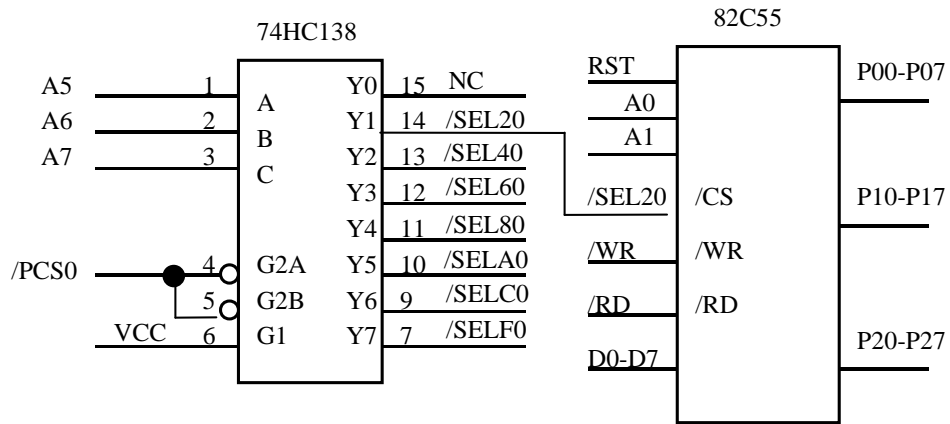 74HC138
82C55
A5 1 A Y0 15 NC
A6 2 B Y1 14 /SEL20
A7 3 C Y2 13 /SEL40
Y3 12 /SEL60
Y4 11 /SEL80
/PCS0 4 G2A Y5 10 /SELA0
5 G2B Y6 9 /SELC0
VCC 6 G1 Y7 7 /SELF0
RST P00-P07
A0
A1
/SEL20 /CS P10-P17
/WR /WR
/RD /RD
D0-D7 P20-P27